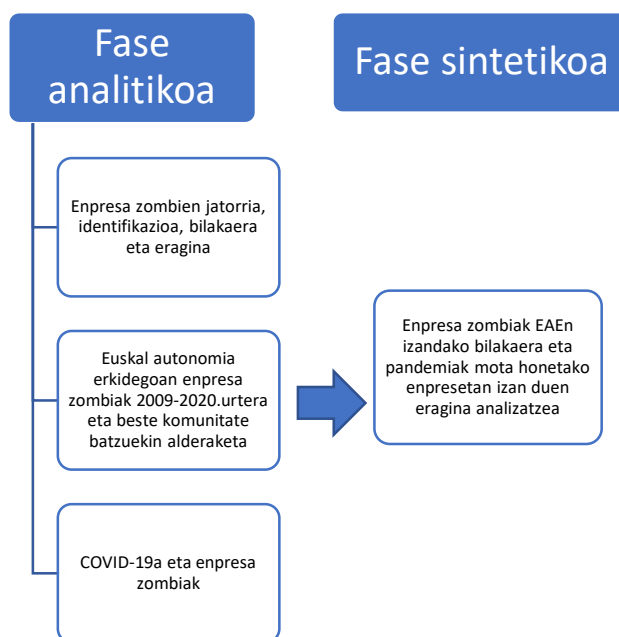 Fase
analitikoa
Enpresa zombien jatorria,
identifikazioa, bilakaera
eta eragina
Euskal autonomia
erkidegoan enpresa
zombiak 2009-2020.urtera
eta beste komunitate
batzuekin alderaketa
COVID-19a eta enpresa
zombiak
Fase sintetikoa
Enpresa zombiak EAEn
izandako bilakaera eta
pandemiak mota honetako
enpresetan izan duen
eragina analizatzea